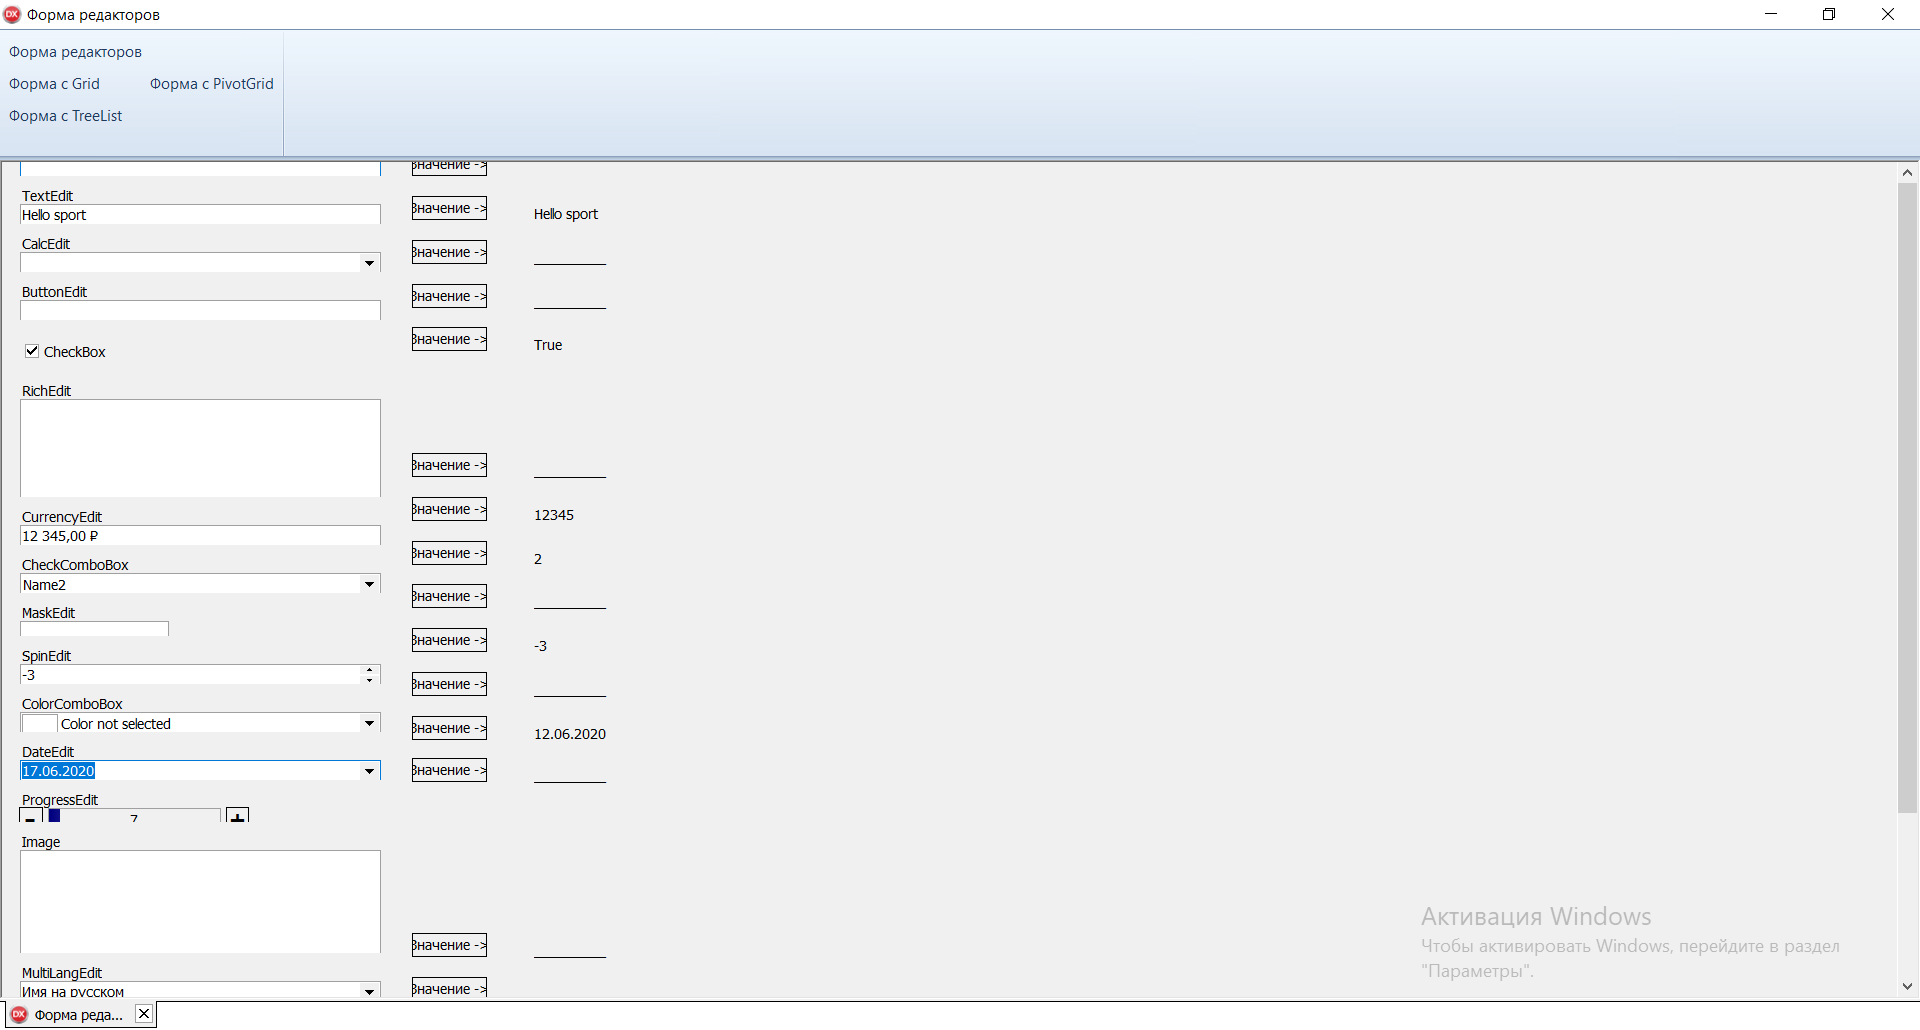 Форма редакторов
Форма редакторов
Форма с Grid
Форма с PivotGrid
Форма с TreeList
Значение ->
TextEdit
Hello sport
Значение ->
Hello sport
CalcEdit
Значение ->
ButtonEdit
Значение ->
CheckBox
Значение ->
True
RichEdit
Значение ->
CurrencyEdit
12 345,00 ₽
Значение ->
12345
CheckComboBox
Name2
Значение ->
2
MaskEdit
Значение ->
SpinEdit
-3
Значение ->
-3
ColorComboBox
Color not selected
Значение ->
DateEdit
17.06.2020
Значение ->
12.06.2020
ProgressEdit
- 7 +
Значение ->
Image
Значение ->
MultiLangEdit
Имя на русском
Значение ->
Активация Windows
Чтобы активировать Windows, перейдите в раздел
"Параметры".
Форма реда...